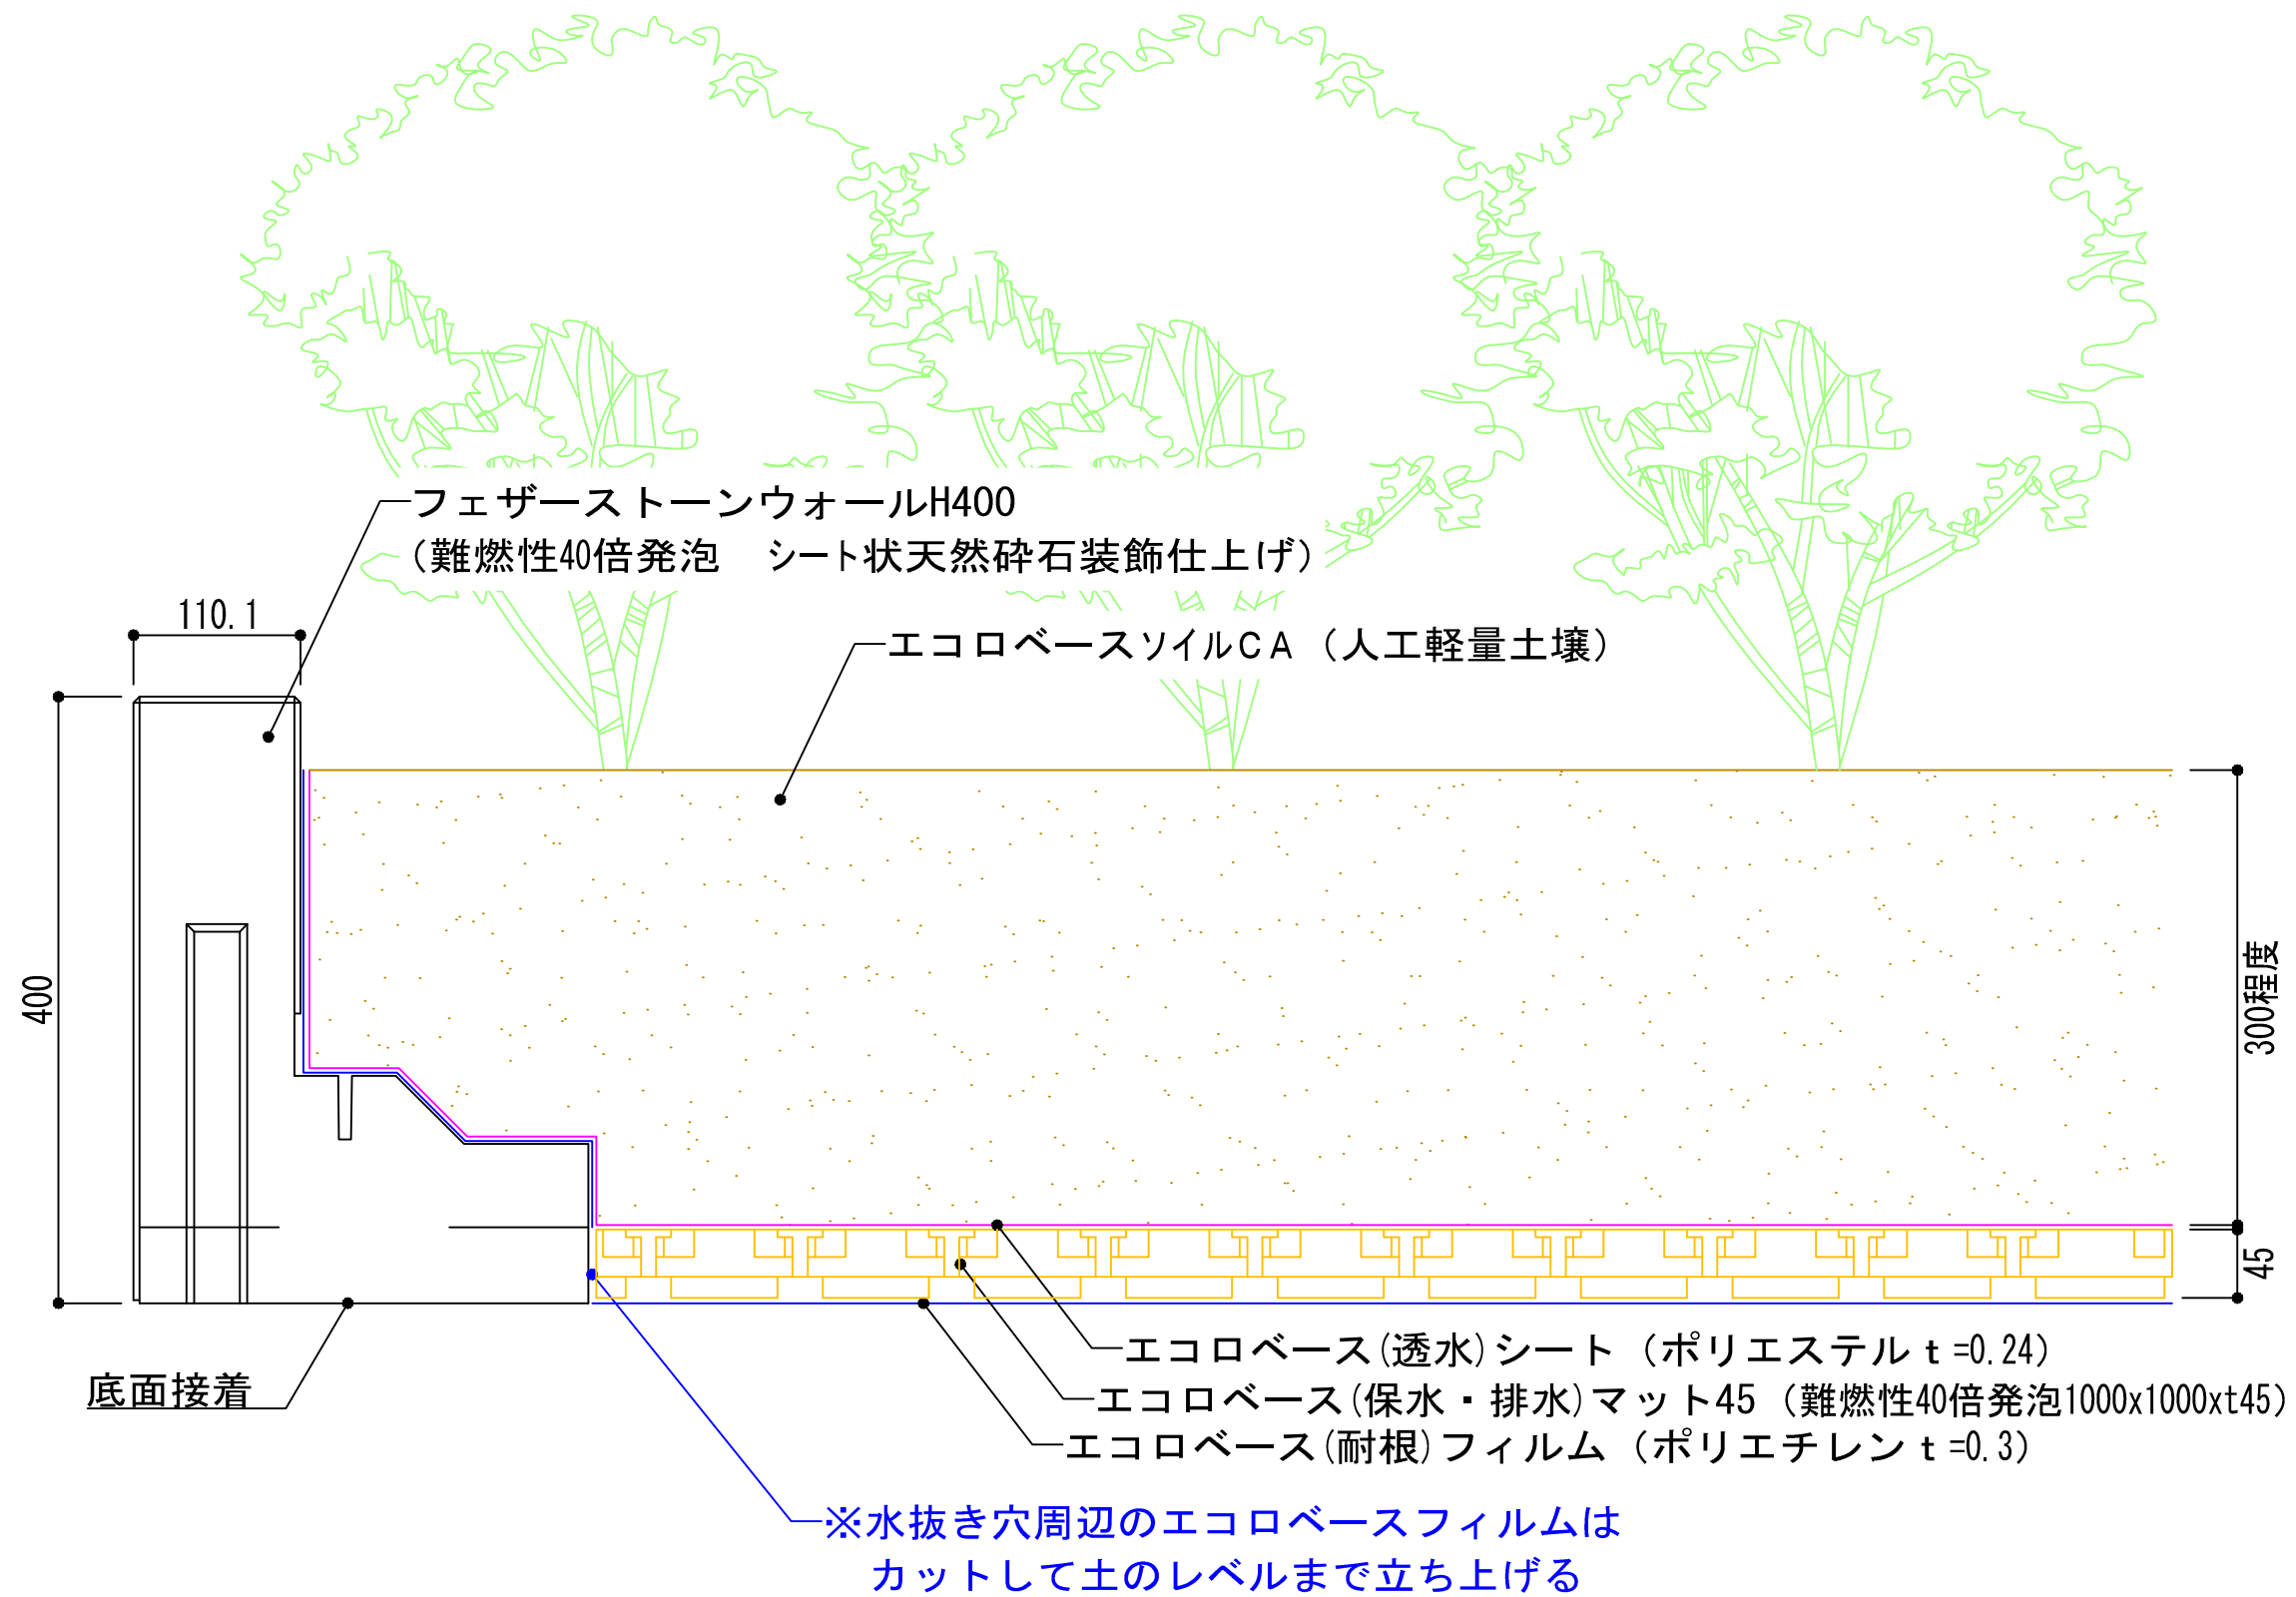 フェザーストーンウォールH400
（難燃性40倍発泡　シート状天然砕石装飾仕上げ）
110.1
エコロベースソイルＣＡ（人工軽量土壌）
400
300程度
45
エコロベース(透水)シート（ポリエステルｔ=0.24）
エコロベース(保水・排水)マット45（難燃性40倍発泡1000x1000xt45）
エコロベース(耐根)フィルム（ポリエチレンｔ=0.3）
底面接着
※水抜き穴周辺のエコロベースフィルムは
カットして土のレベルまで立ち上げる